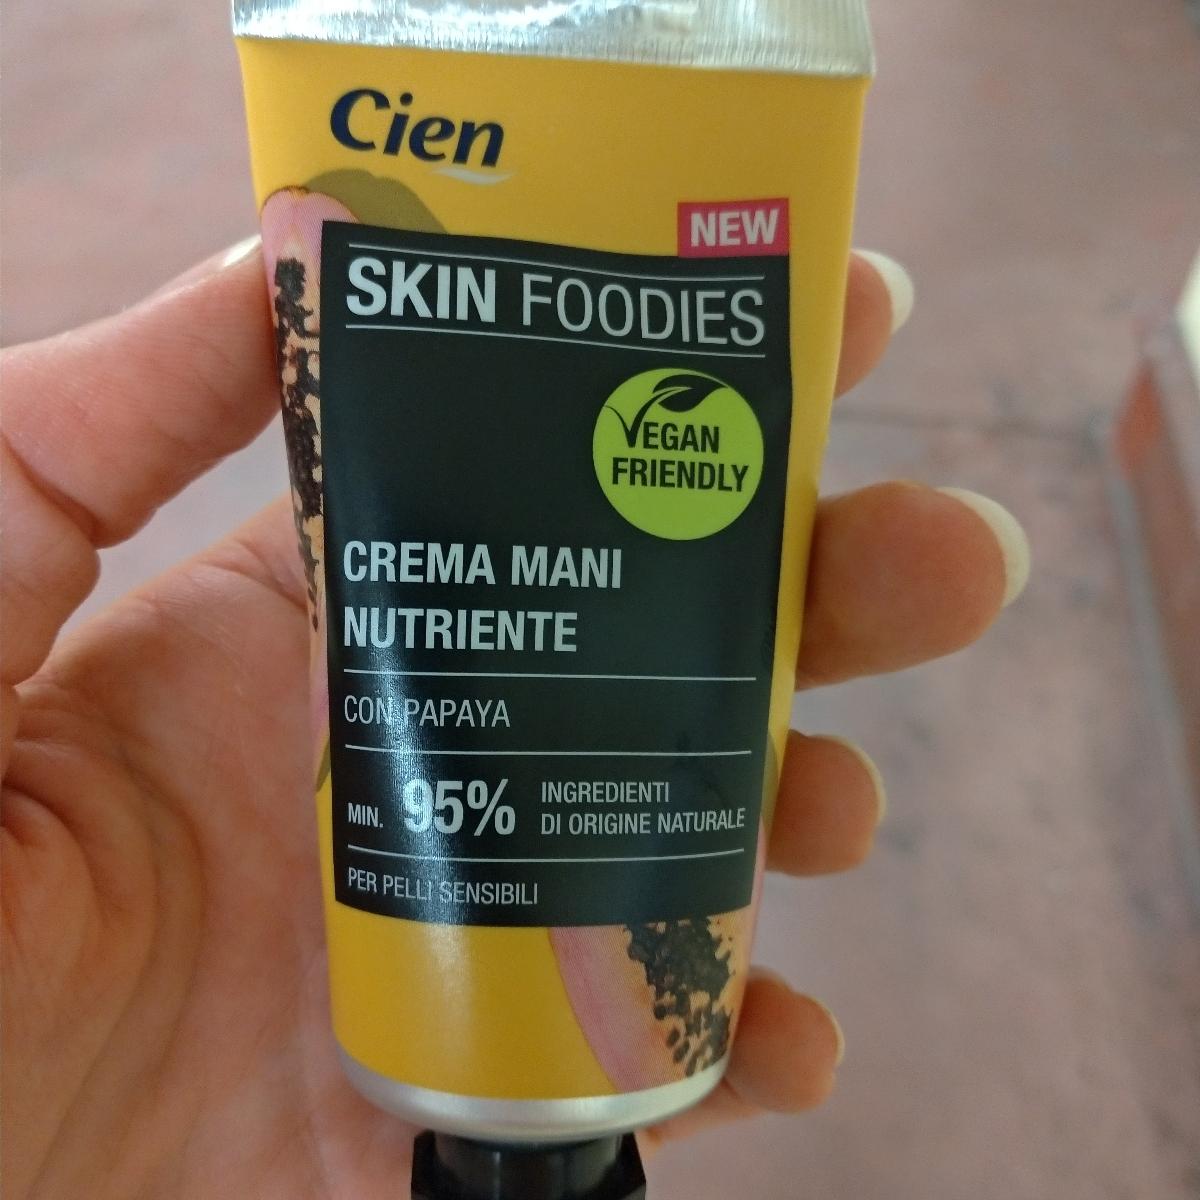 Cien
NEW
SKIN FOODIES
VEGAN
FRIENDLY
CREMA MANI
NUTRIENTE
CON PAPAYA
MIN. 95% INGREDIENTI
DI ORIGINE NATURALE
PER PELLI SENSIBILI